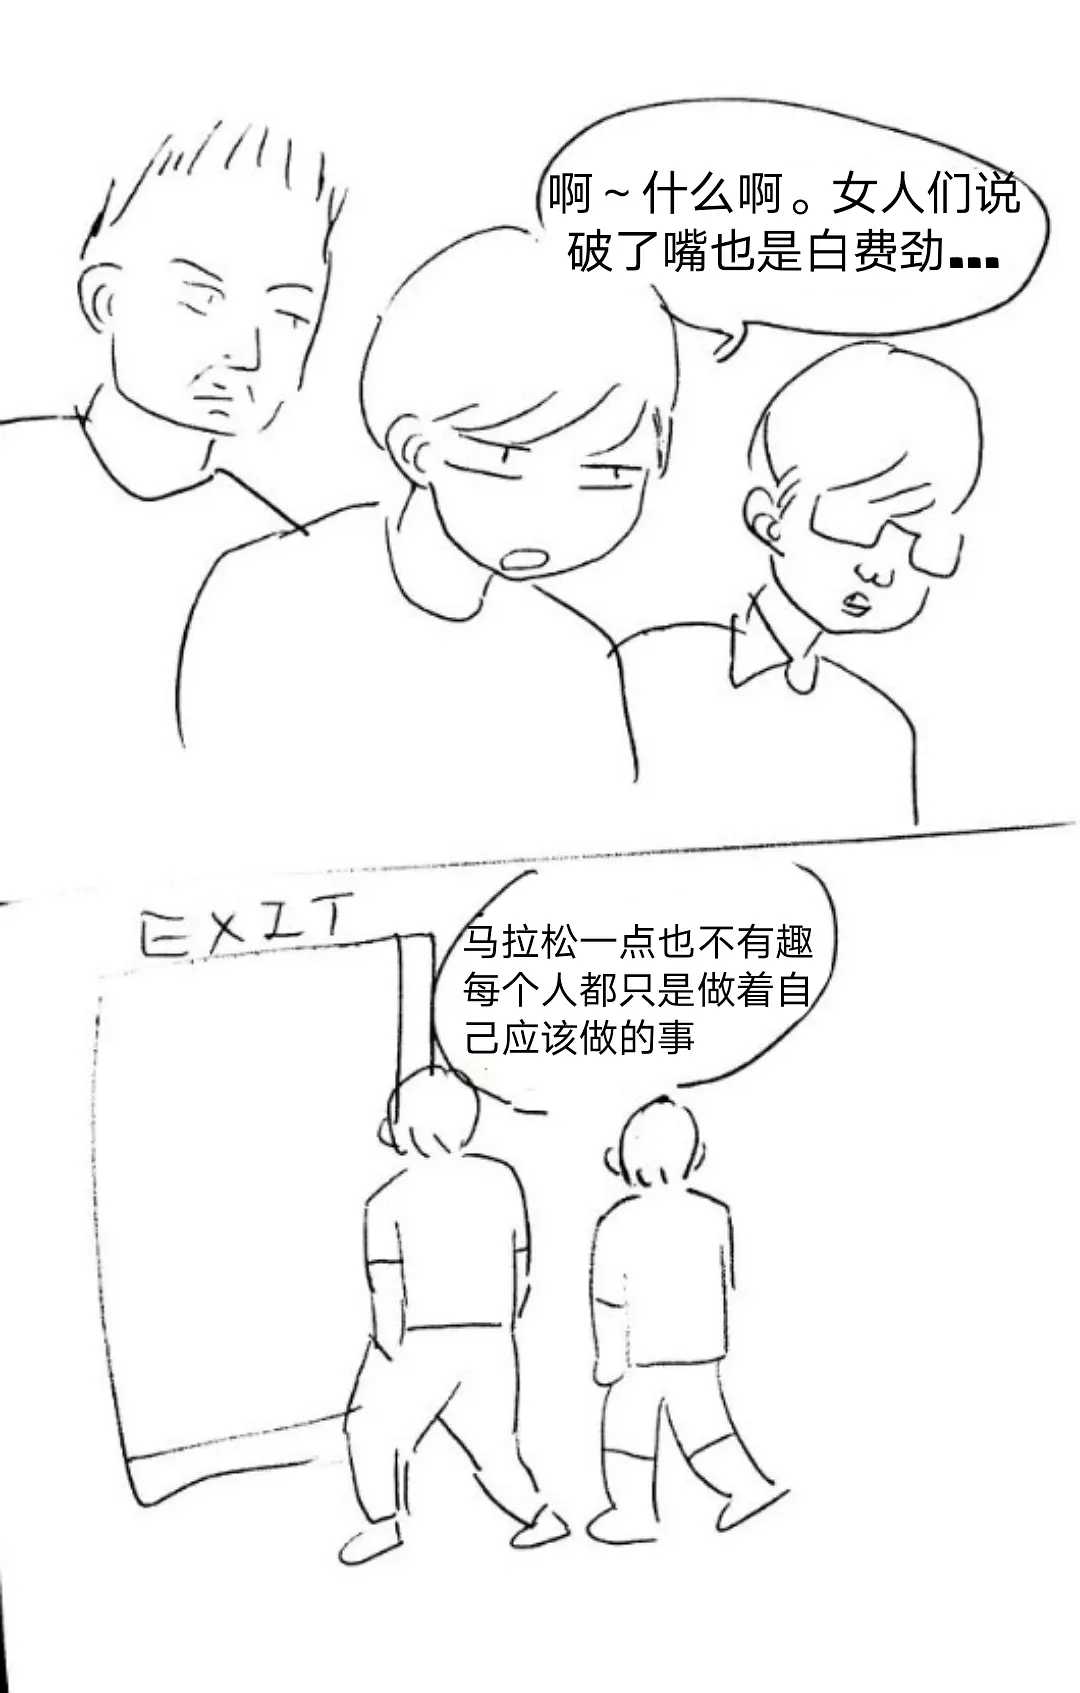 啊～什么啊。女人们说
破了嘴也是白费劲...
EXIT
马拉松一点也不有趣
每个人都只是做着自
己应该做的事